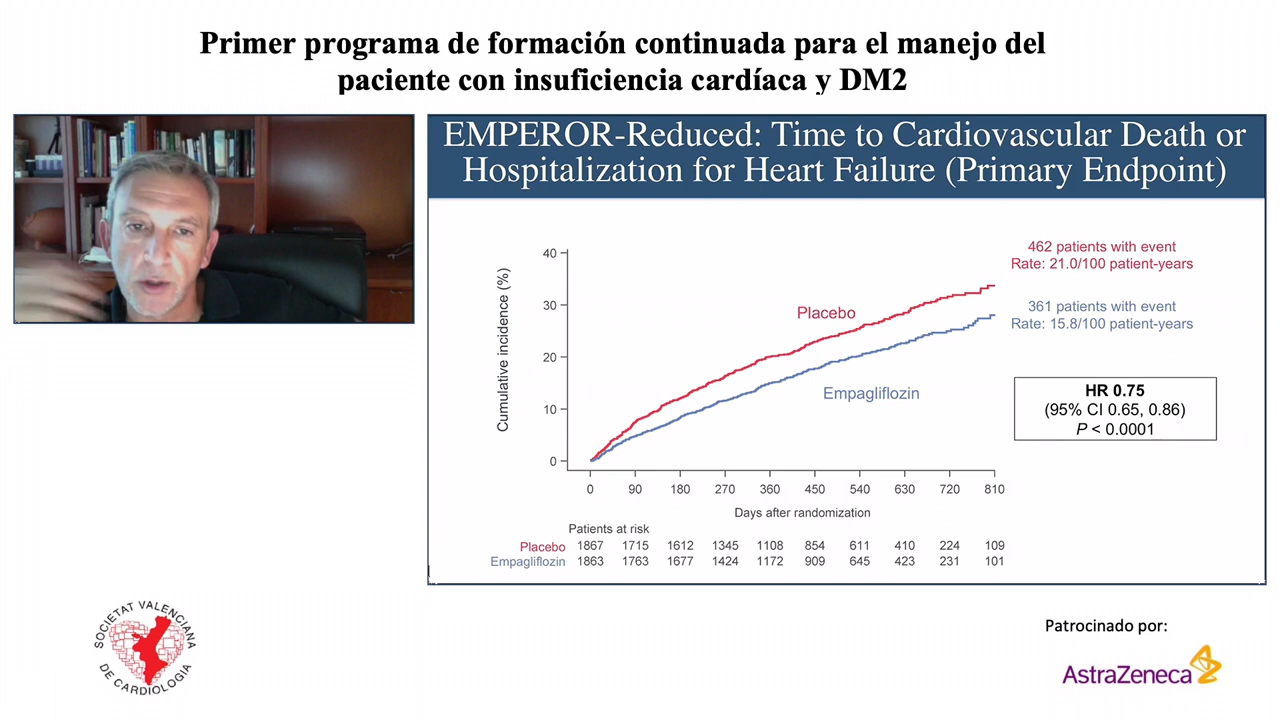 Primer programa de formación continuada para el manejo del
paciente con insuficiencia cardíaca y DM2
EMPEROR-Reduced: Time to Cardiovascular Death or
Hospitalization for Heart Failure (Primary Endpoint)
462 patients with event
Rate: 21.0/100 patient-years
361 patients with event
Rate: 15.8/100 patient-years
HR 0.75
(95% CI 0.65, 0.86)
P < 0.0001
Cumulative incidence (%)
40
30
20
10
0
Placebo
Empagliflozin
0 90 180 270 360 450 540 630 720 810
Days after randomization
Patients at risk
Placebo 1867 1715 1612 1345 1108 854 611 410 224 109
Empagliflozin 1863 1763 1677 1424 1172 909 645 423 231 101
SOCIETAT VALENCIANA
DE CARDIOLOGIA
Patrocinado por:
AstraZeneca